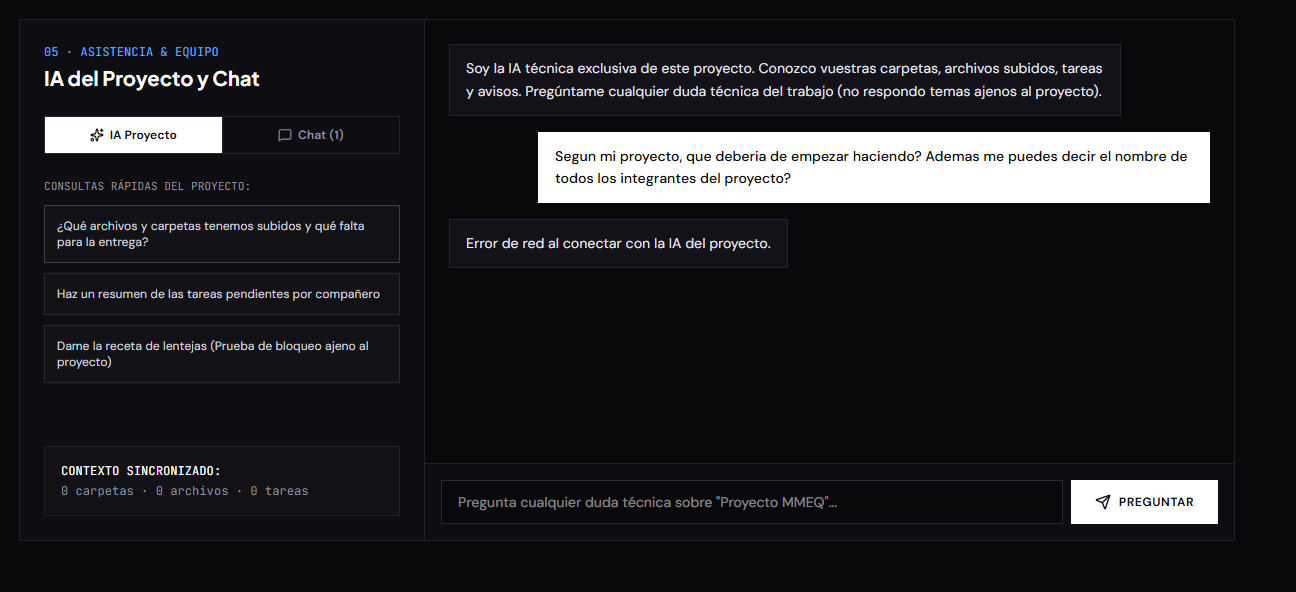 05 · ASISTENCIA & EQUIPO
IA del Proyecto y Chat
IA Proyecto
Chat (1)
CONSULTAS RÁPIDAS DEL PROYECTO:
¿Qué archivos y carpetas tenemos subidos y qué falta
para la entrega?
Haz un resumen de las tareas pendientes por compañero
Dame la receta de lentejas (Prueba de bloqueo ajeno al
proyecto)
CONTEXTO SINCRONIZADO:
0 carpetas · 0 archivos · 0 tareas
Soy la IA técnica exclusiva de este proyecto. Conozco vuestras carpetas, archivos subidos, tareas
y avisos. Pregúntame cualquier duda técnica del trabajo (no respondo temas ajenos al proyecto).
Segun mi proyecto, que deberia de empezar haciendo? Ademas me puedes decir el nombre de
todos los integrantes del proyecto?
Error de red al conectar con la IA del proyecto.
Pregunta cualquier duda técnica sobre "Proyecto MMEQ"...
PREGUNTAR